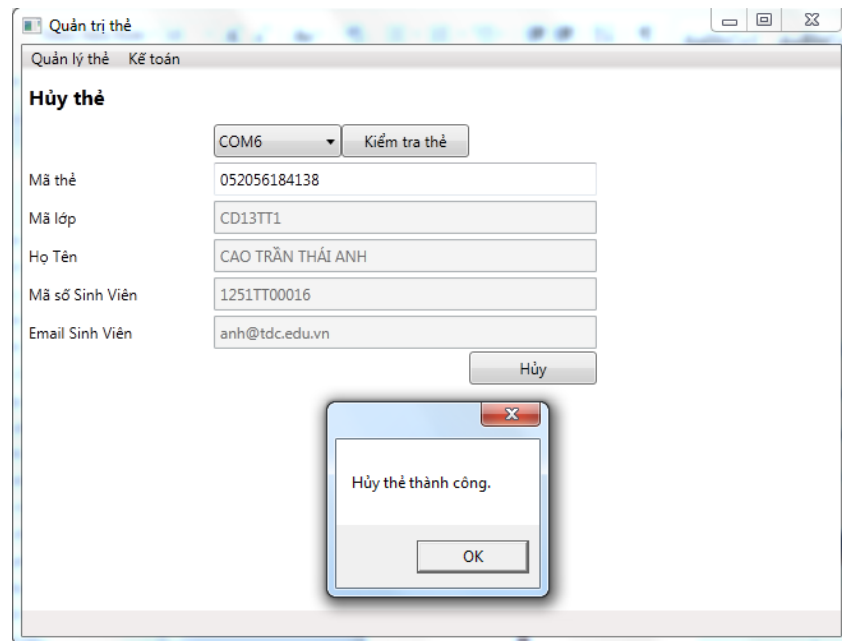 Quản trị thẻ
Quản lý thẻ Kế toán
Hủy thẻ
COM6 Kiểm tra thẻ
Mã thẻ 052056184138
Mã lớp CD13TT1
Họ Tên CAO TRẦN THÁI ANH
Mã số Sinh Viên 1251TT00016
Email Sinh Viên anh@tdc.edu.vn
Hủy
Hủy thẻ thành công.
OK